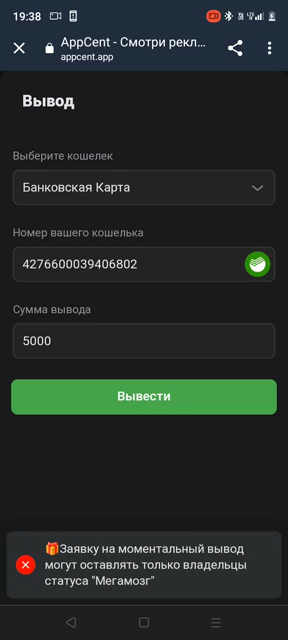 19:38
AppCent - Смотри рекл...
appcent.app
Вывод
Выберите кошелек
Банковская Карта
Номер вашего кошелька
4276600039406802
Сумма вывода
5000
Вывести
🎁Заявку на моментальный вывод
могут оставлять только владельцы
статуса "Мегамозг"